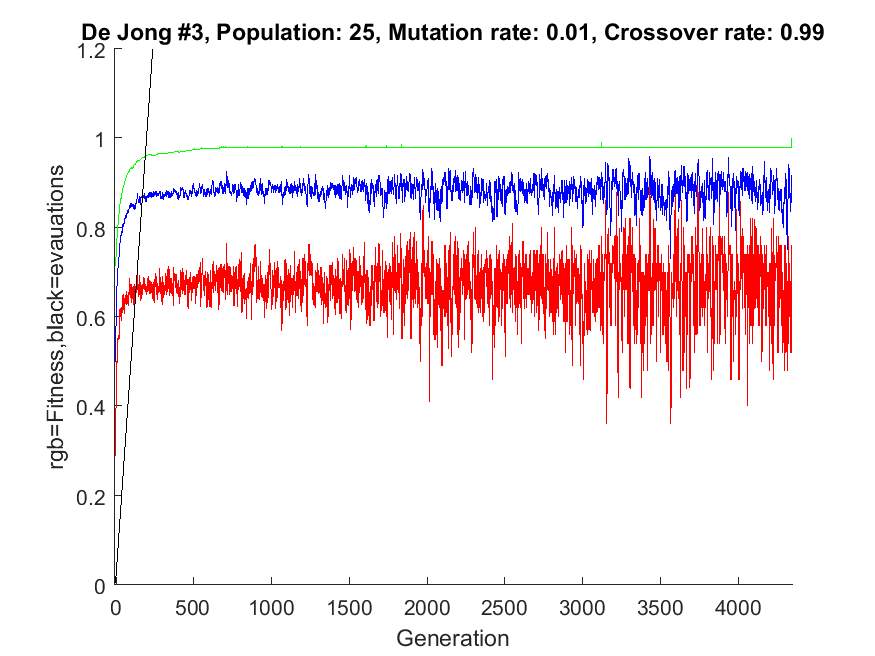 De Jong #3, Population: 25, Mutation rate: 0.01, Crossover rate: 0.99
1.2
1
0.8
0.6
0.4
0.2
0
rgb=Fitness,black=evauations
0 500 1000 1500 2000 2500 3000 3500 4000
Generation